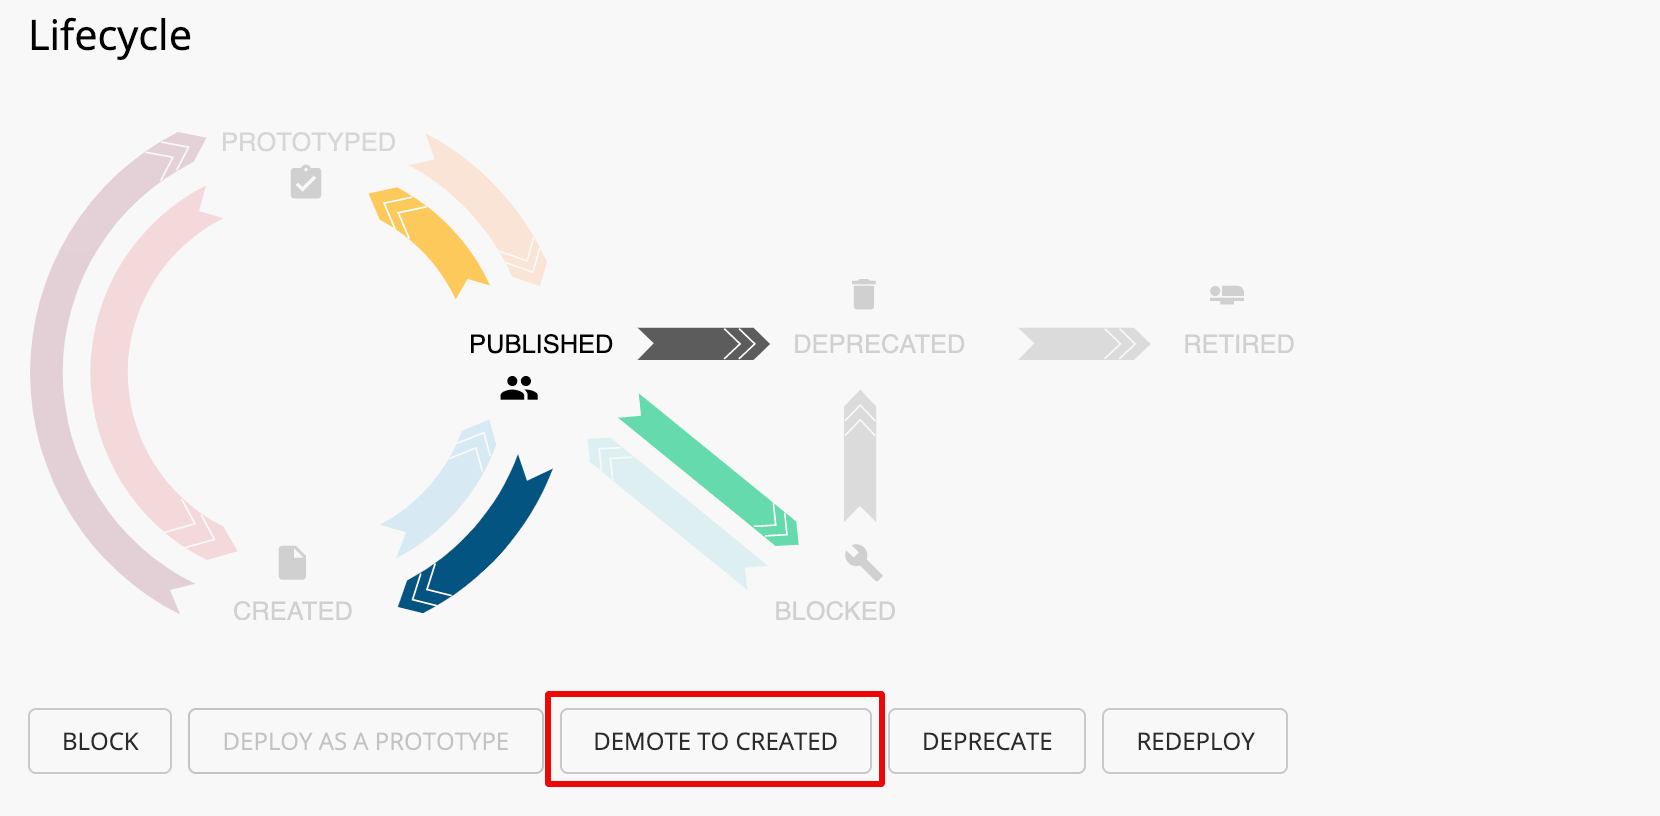 Lifecycle
PROTOTYPED
PUBLISHED
DEPRECATED
RETIRED
CREATED
BLOCKED
BLOCK
DEPLOY AS A PROTOTYPE
DEMOTE TO CREATED
DEPRECATE
REDEPLOY